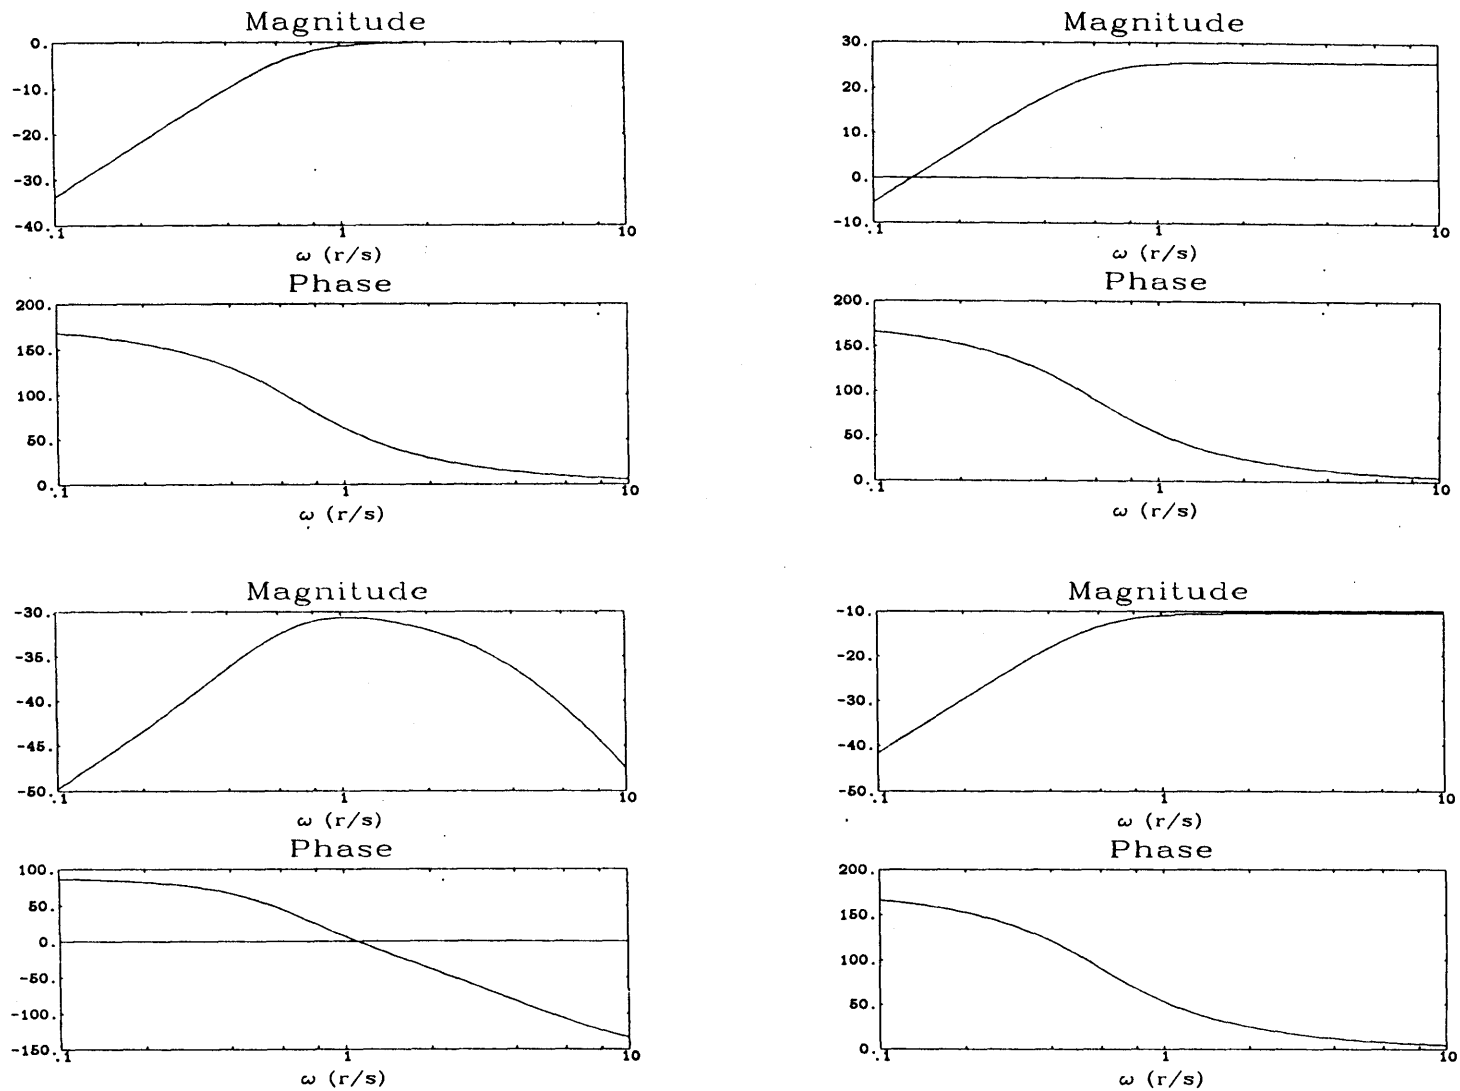 Magnitude
0.
-10.
-20.
-30.
-40.
.1 1 10
ω (r/s)
Phase
200.
150.
100.
50.
0.
.1 1 10
ω (r/s)
Magnitude
30.
20.
10.
0.
-10.
.1 1 10
ω (r/s)
Phase
200.
150.
100.
50.
0.
.1 1 10
ω (r/s)
Magnitude
-30.
-35.
-40.
-45.
-50.
.1 1 10
ω (r/s)
Phase
100.
50.
0.
-50.
-100.
-150.
.1 1 10
ω (r/s)
Magnitude
-10.
-20.
-30.
-40.
-50.
.1 1 10
ω (r/s)
Phase
200.
150.
100.
50.
0.
.1 1 10
ω (r/s)